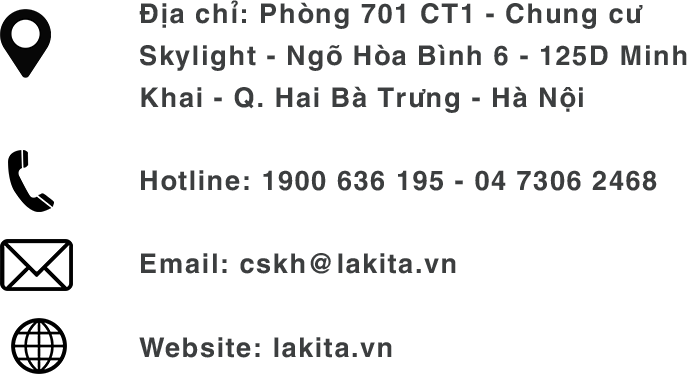 Địa chỉ: Phòng 701 CT1 - Chung cư
Skylight - Ngõ Hòa Bình 6 - 125D Minh
Khai - Q. Hai Bà Trưng - Hà Nội
Hotline: 1900 636 195 - 04 7306 2468
Email: cskh@lakita.vn
Website: lakita.vn